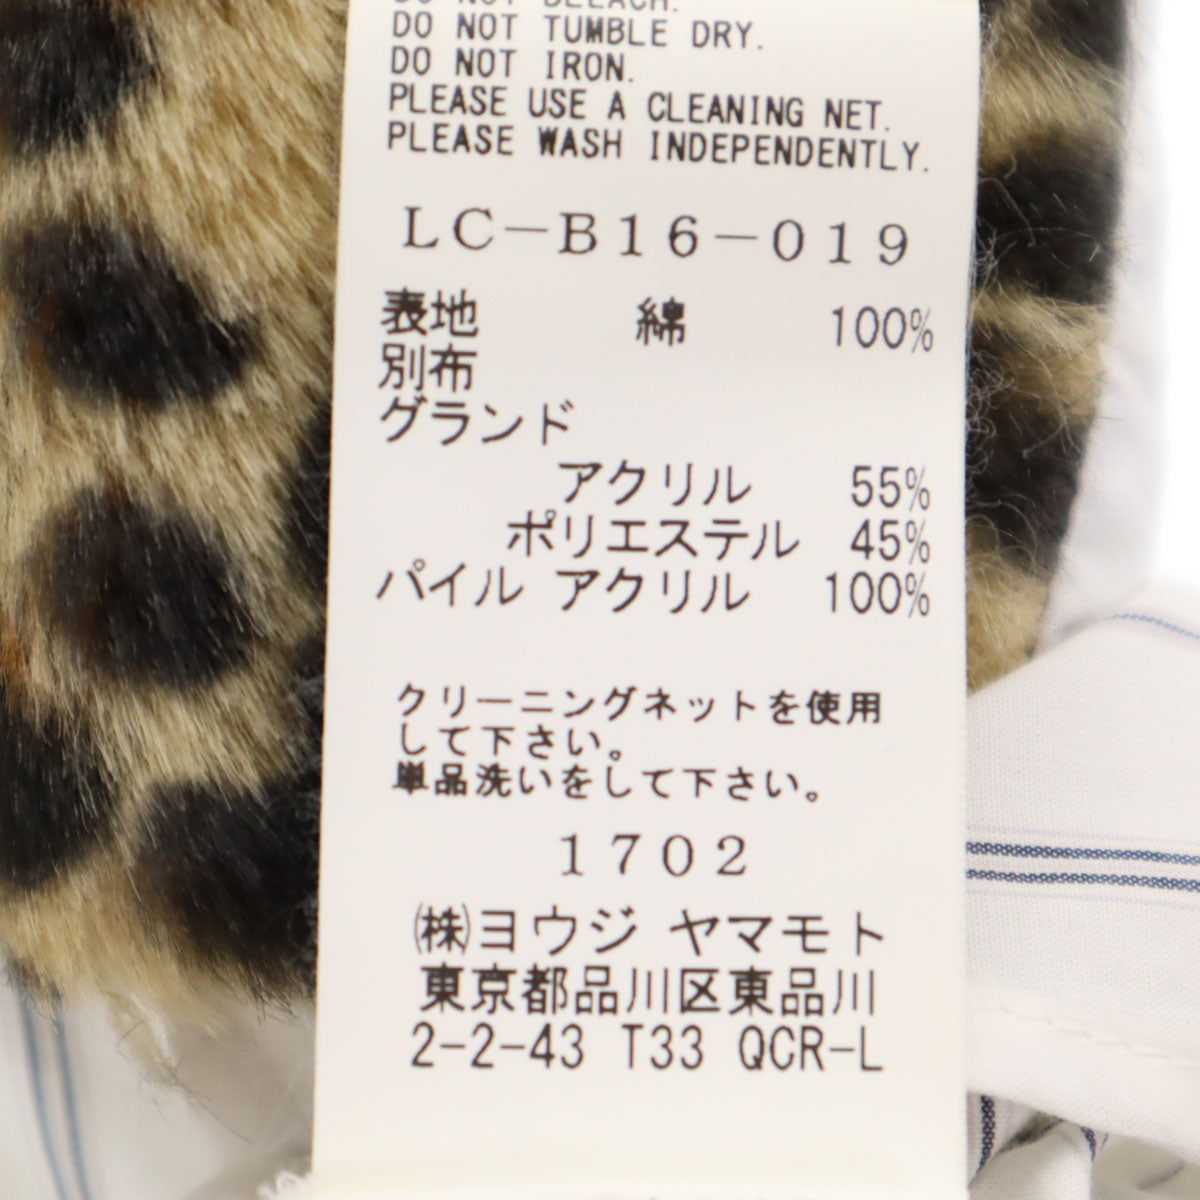 DO NOT BLEACH.
DO NOT TUMBLE DRY.
DO NOT IRON.
PLEASE USE A CLEANING NET.
PLEASE WASH INDEPENDENTLY.
LC-B16-019
表地 綿 100%
別布
グランド
アクリル 55%
ポリエステル 45%
パイル アクリル 100%
クリーニングネットを使用
して下さい。
単品洗いをして下さい。
1702
㈱ヨウジ ヤマモト
東京都品川区東品川
2-2-43 T33 QCR-L